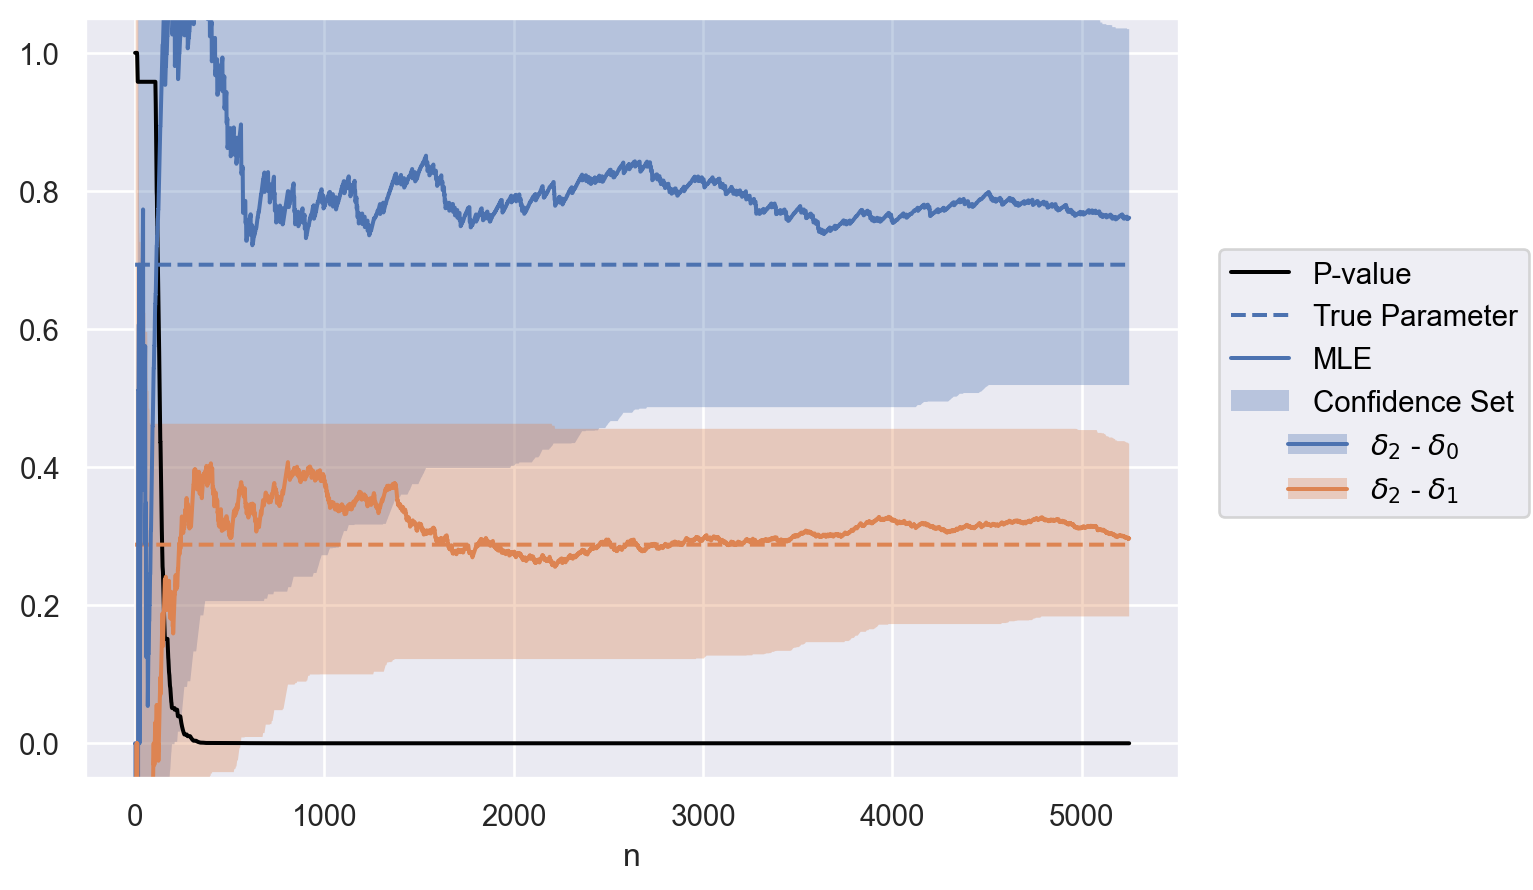 1.0
0.8
0.6
0.4
0.2
0.0
0
1000
2000
3000
4000
5000
n
P-value
True Parameter
MLE
Confidence Set
δ₂ - δ₀
δ₂ - δ₁